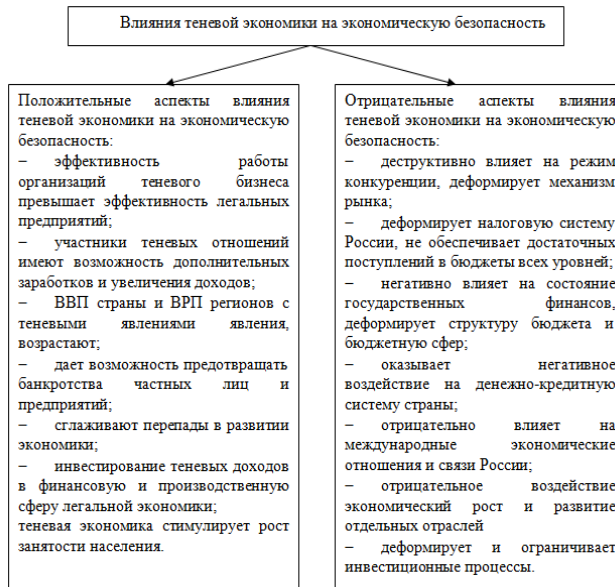 Влияния теневой экономики на экономическую безопасность
Положительные аспекты влияния
теневой экономики на экономическую
безопасность:
– эффективность работы
организаций теневого бизнеса
превышает эффективность легальных
предприятий;
– участники теневых отношений
имеют возможность дополнительных
заработков и увеличения доходов;
– ВВП страны и ВРП регионов с
теневыми явлениями явления,
возрастают;
– дает возможность предотвращать
банкротства частных лиц и
предприятий;
– сглаживают перепады в развитии
экономики;
– инвестирование теневых доходов
в финансовую и производственную
сферу легальной экономики;
теневая экономика стимулирует рост
занятости населения.
Отрицательные аспекты влияния
теневой экономики на экономическую
безопасность:
– деструктивно влияет на режим
конкуренции, деформирует механизм
рынка;
– деформирует налоговую систему
России, не обеспечивает достаточных
поступлений в бюджеты всех уровней;
– негативно влияет на состояние
государственных финансов,
деформирует структуру бюджета и
бюджетную сфер;
– оказывает негативное
воздействие на денежно-кредитную
систему страны;
– отрицательно влияет на
международные экономические
отношения и связи России;
– отрицательное воздействие
экономический рост и развитие
отдельных отраслей
– деформирует и ограничивает
инвестиционные процессы.